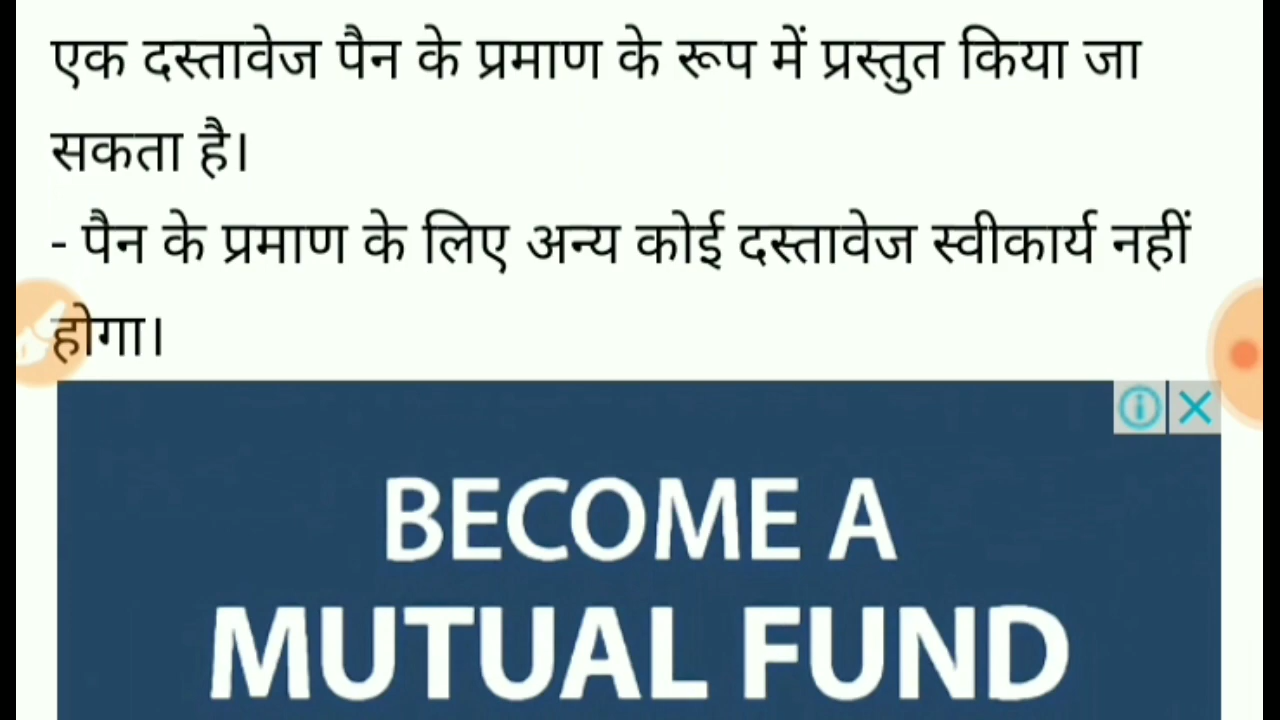 एक दस्तावेज पैन के प्रमाण के रूप में प्रस्तुत किया जा
सकता है।
- पैन के प्रमाण के लिए अन्य कोई दस्तावेज स्वीकार्य नहीं
होगा।
BECOME A
MUTUAL FUND